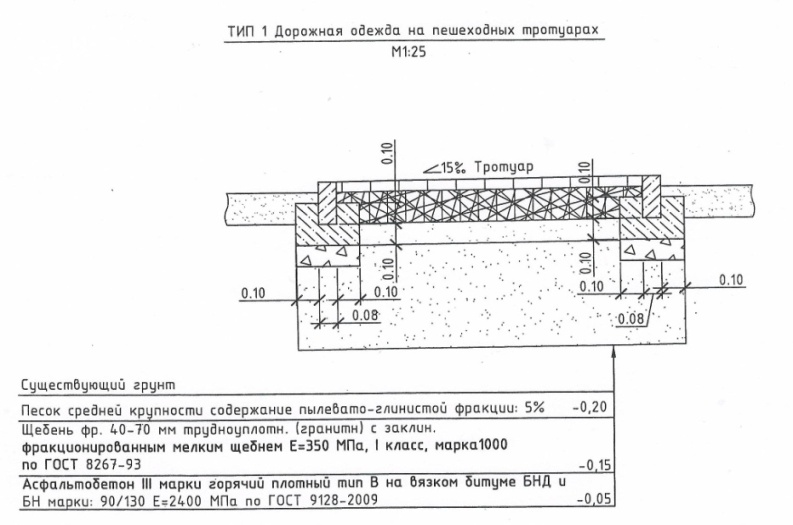 ТИП 1 Дорожная одежда на пешеходных тротуарах
М1:25
0.10
15‰ Тротуар
0.10
0.10
0.10
0.10
0.10
0.10
0.10
0.08
0.08
Существующий грунт
Песок средней крупности содержание пылевато-глинистой фракции: 5% -0,20
Щебень фр. 40-70 мм трудноуплотн. (гранитн) с заклин.
фракционированным мелким щебнем Е=350 МПа, I класс, марка1000
по ГОСТ 8267-93 -0,15
Асфальтобетон III марки горячий плотный тип В на вязком битуме БНД и
БН марки: 90/130 Е=2400 МПа по ГОСТ 9128-2009 -0,05